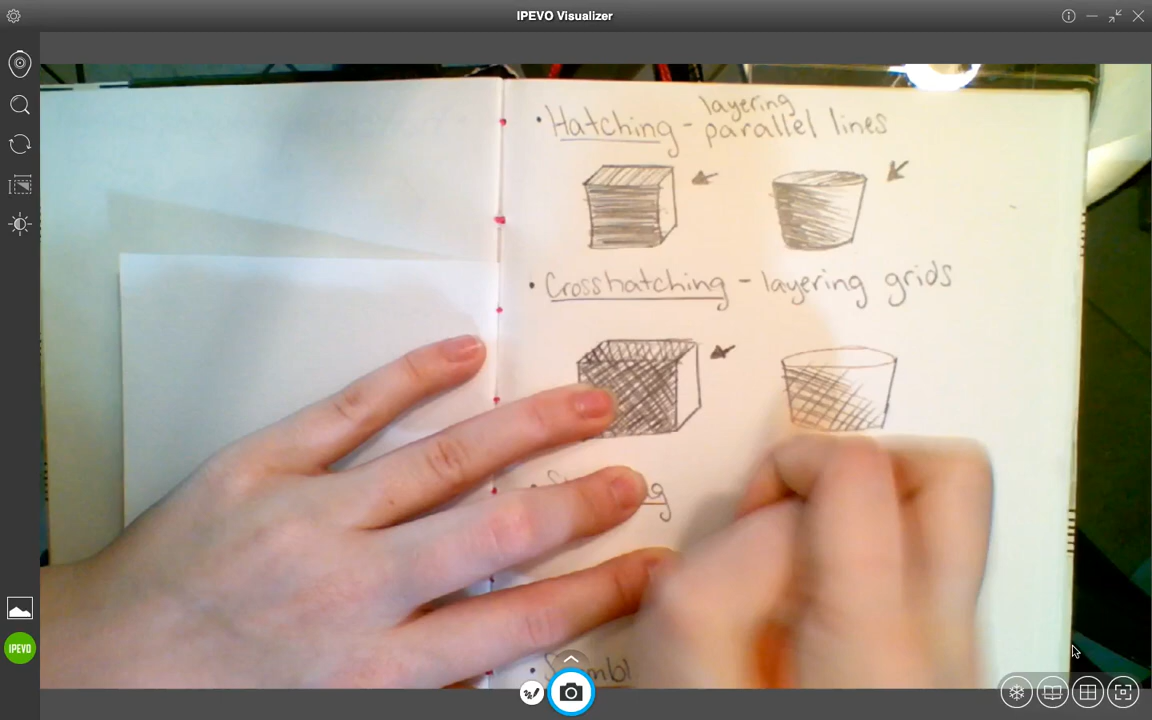 IPEVO Visualizer
layering
• Hatching - parallel lines
• Crosshatching - layering grids
IPEVO